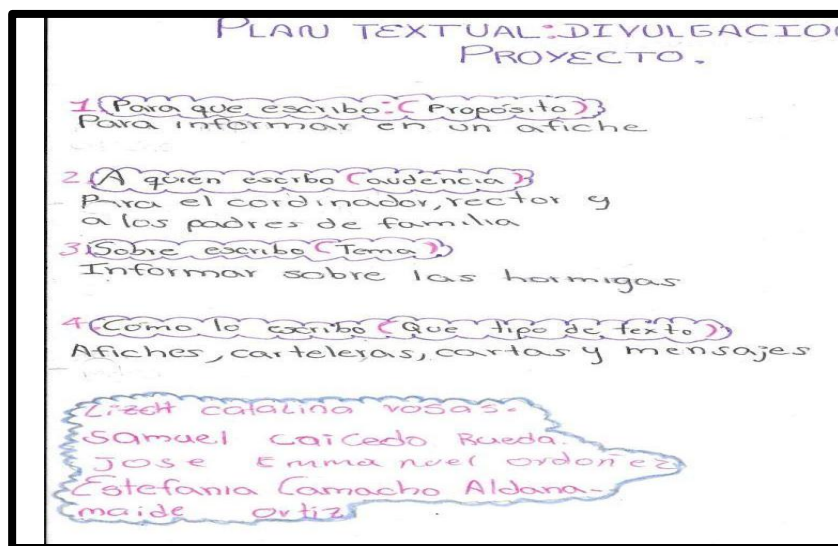 PLAN TEXTUAL: DIVULGACIO
PROYECTO.
1. Para que escribo: (Proposito)
Para informar en un afiche
2. A quien escribo (audencia)
Para el cordinador, rector y
a los padres de familia
3. Sobre escribo (Tema)
Informar sobre las hormigas
4. Como lo escribo (Que tipo de texto)
Afiches, carteleras, cartas y mensajes
Lizett catalina rosas.
Samuel Caicedo Rueda.
Jose Emmanuel ordoñez
Estefania Camacho Aldana-
maide ortiz